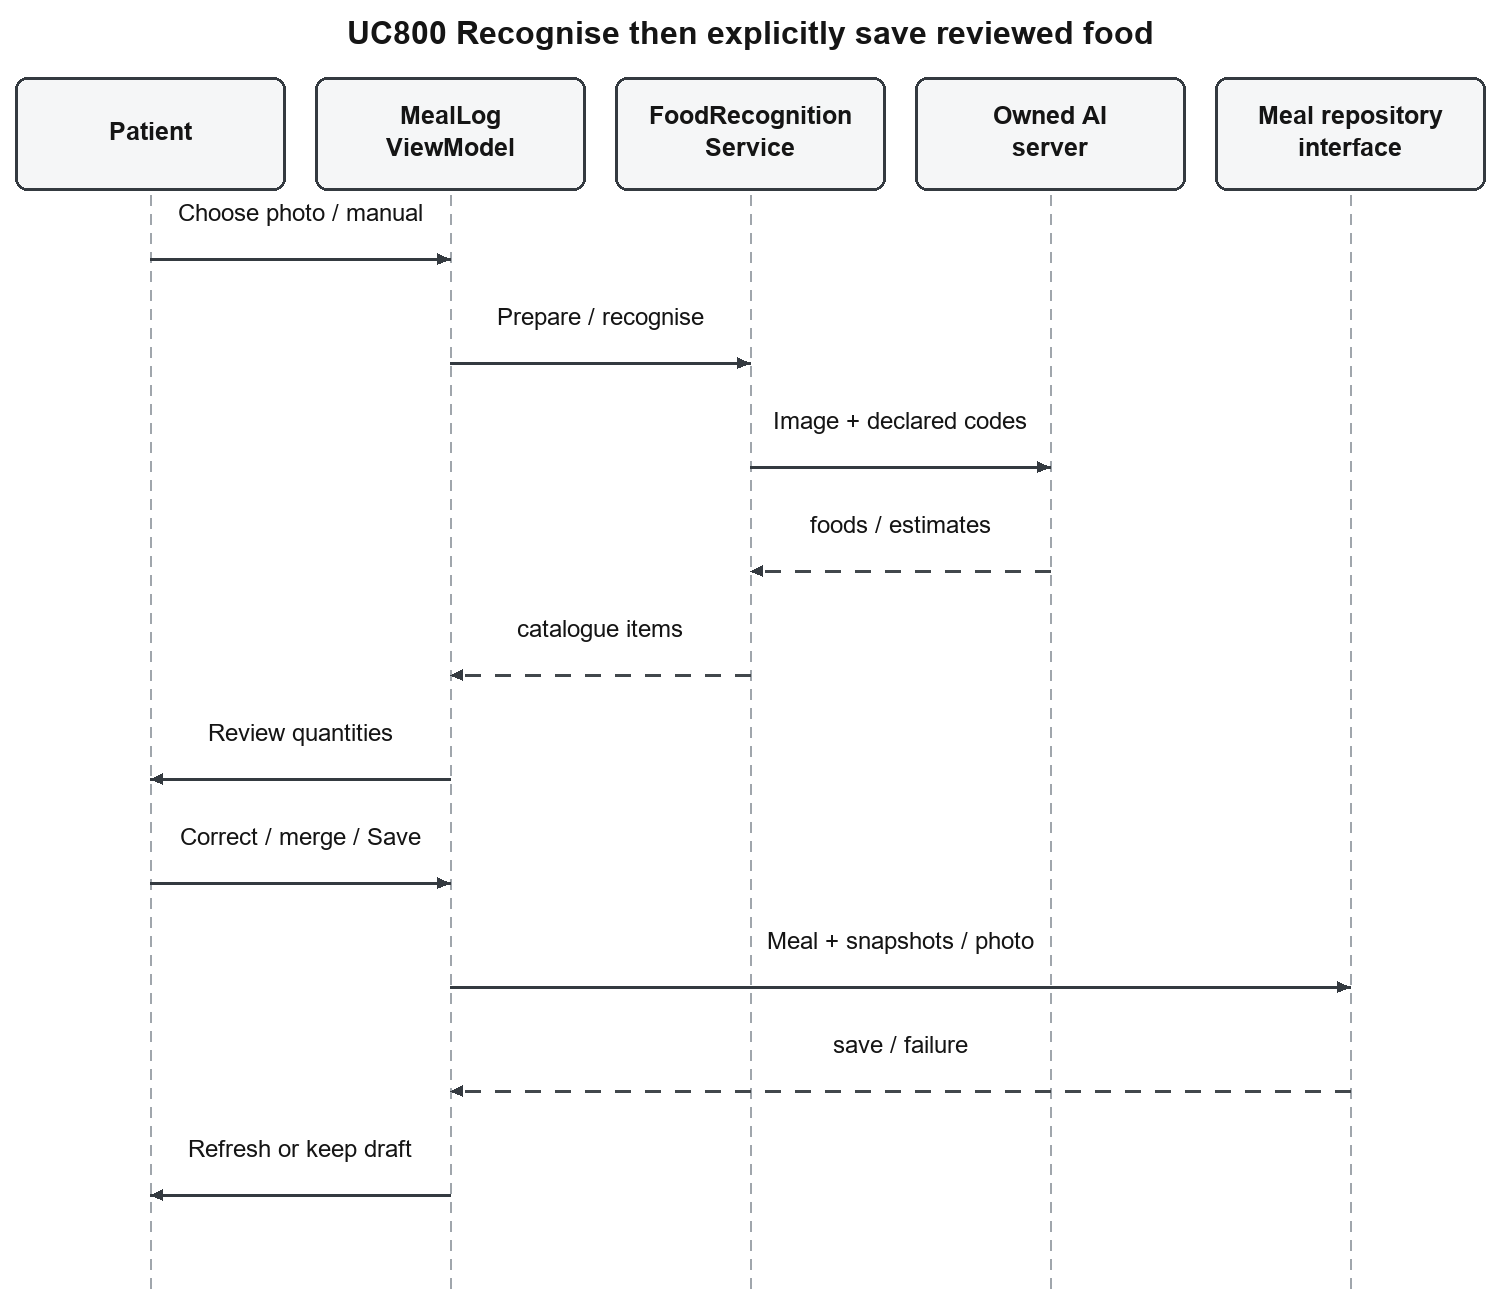 UC800 Recognise then explicitly save reviewed food
Patient
MealLog
ViewModel
FoodRecognition
Service
Owned AI
server
Meal repository
interface
Choose photo / manual
Prepare / recognise
Image + declared codes
foods / estimates
catalogue items
Review quantities
Correct / merge / Save
Meal + snapshots / photo
save / failure
Refresh or keep draft